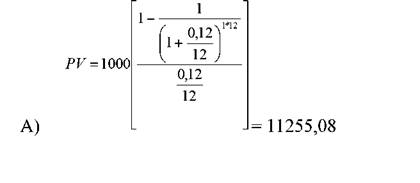 PV = 1000 [ 1 - 1 / ( 1 + 0,12 / 12 )^1*12 / 0,12 / 12 ]
A) = 11255,08